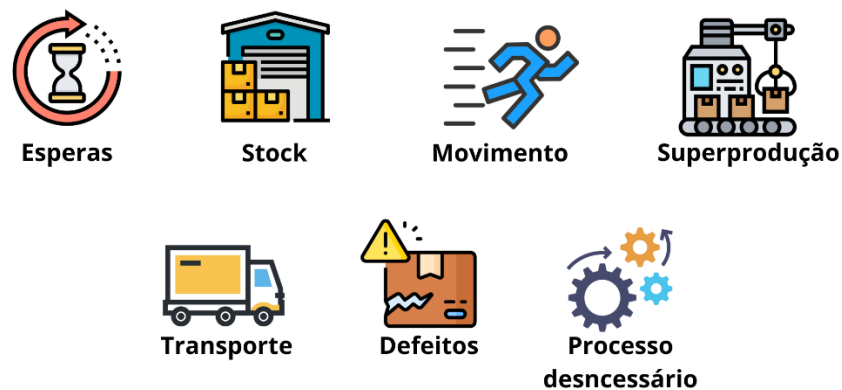 Esperas
Stock
Movimento
Superprodução
Transporte
Defeitos
Processo
desncessário